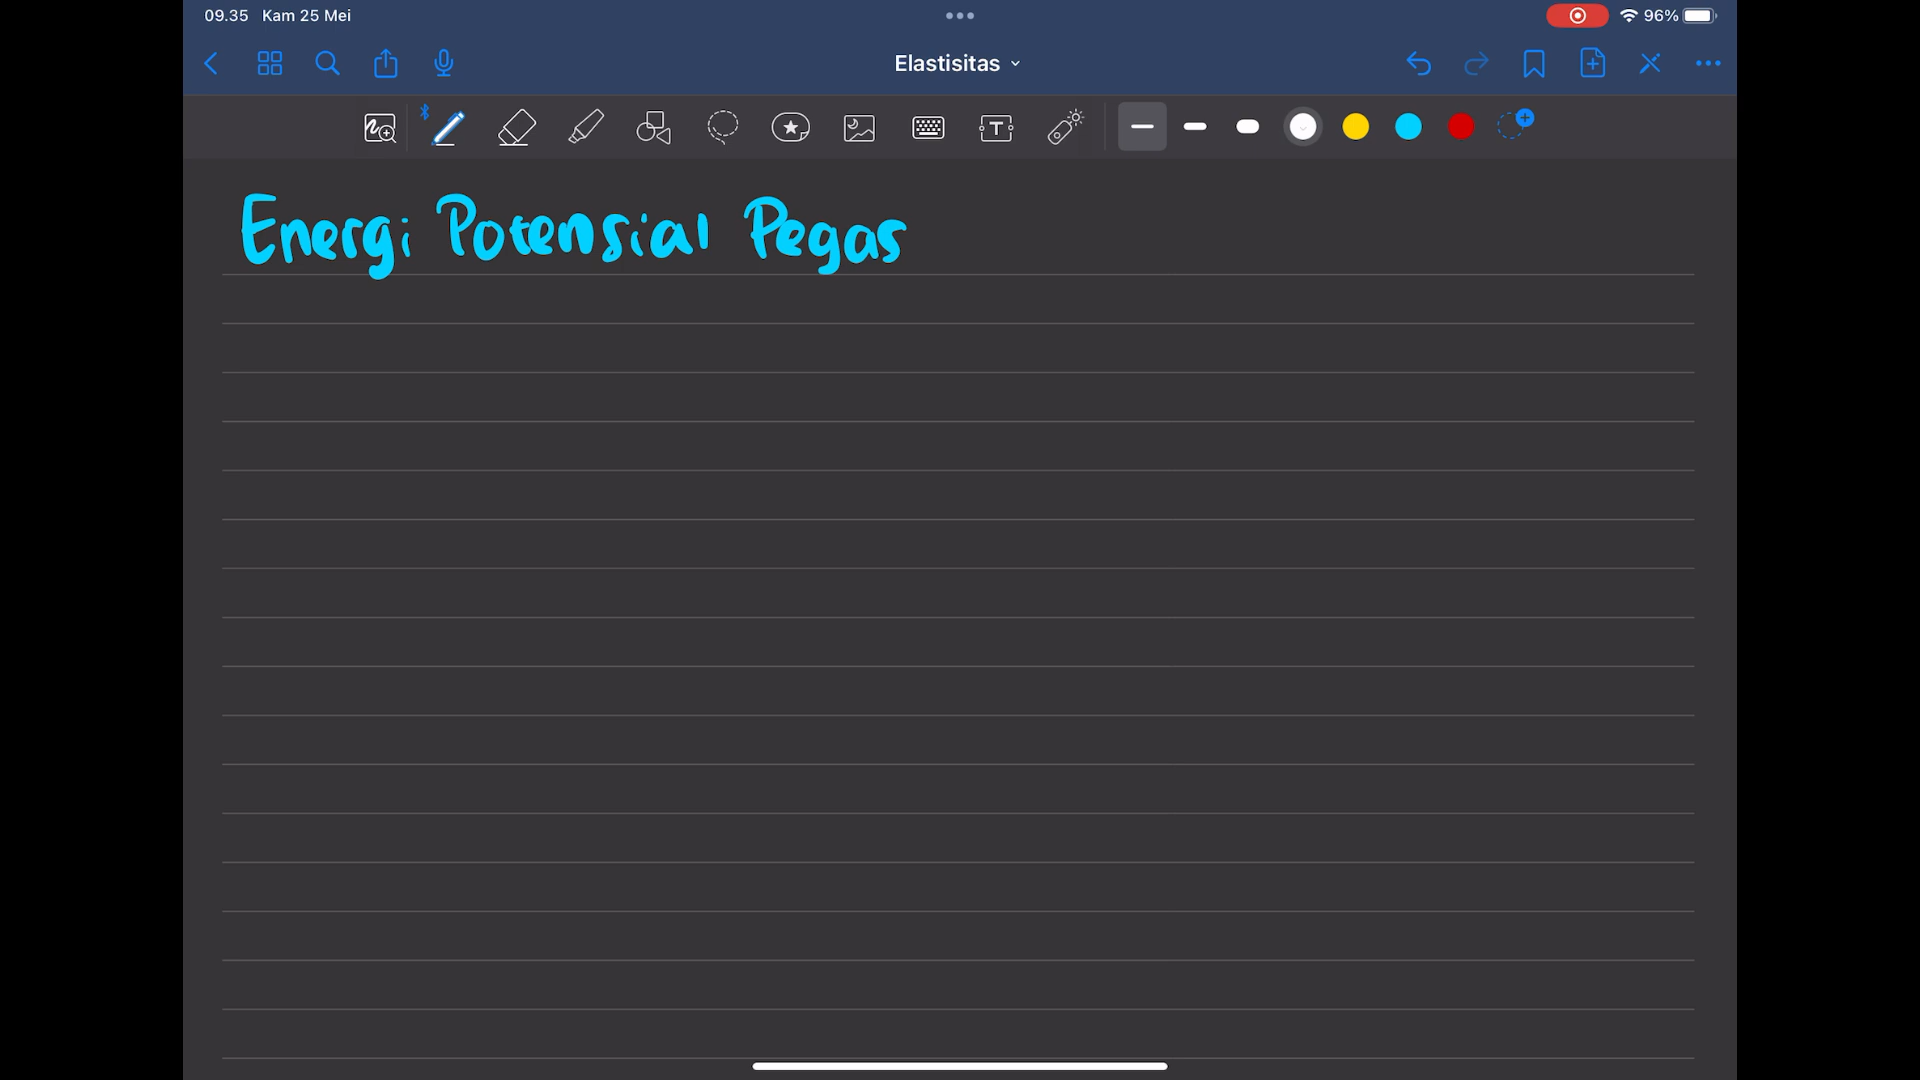 09.35 Kam 25 Mei
96%
Elastisitas
T
Energi Potensial Pegas